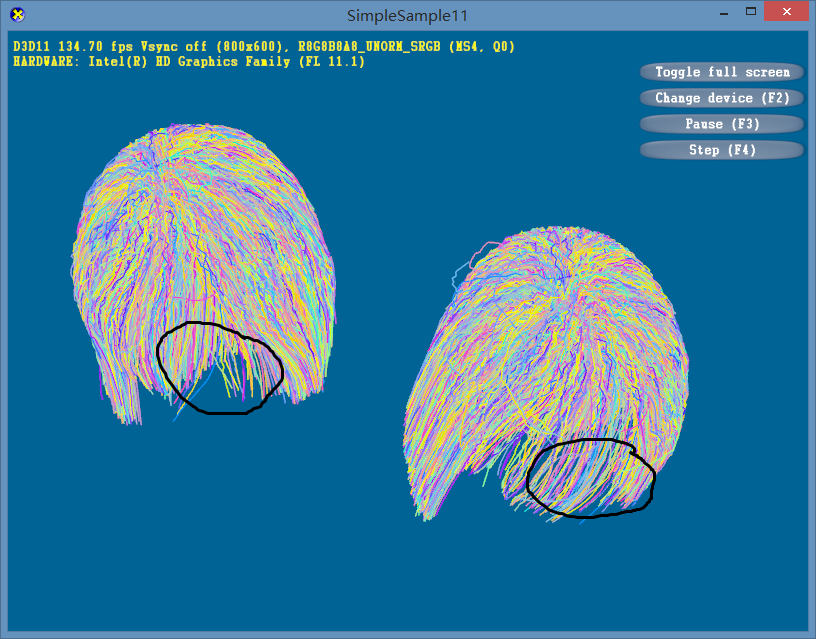 SimpleSample11
D3D11 134.70 fps Vsync off (800x600), R8G8B8A8_UNORM_SRGB (MS4, Q0)
HARDWARE: Intel(R) HD Graphics Family (FL 11.1)
Toggle full screen
Change device (F2)
Pause (F3)
Step (F4)